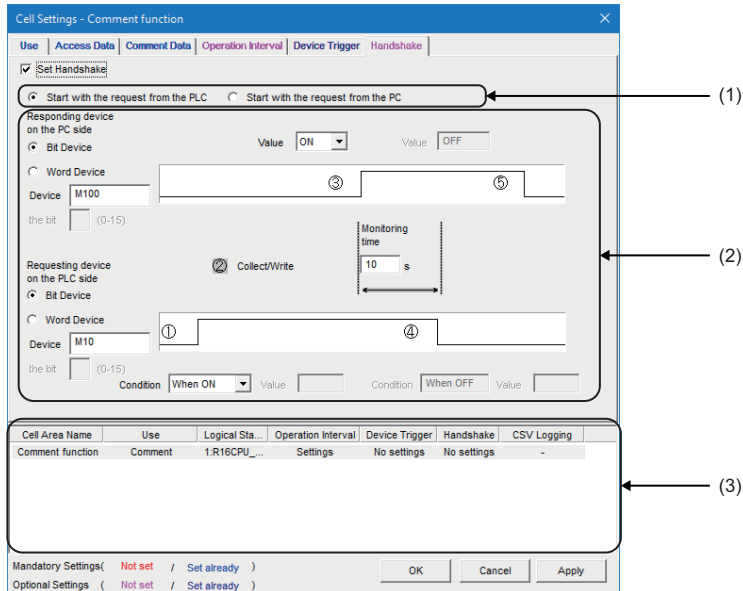 Cell Settings - Comment function
Use Access Data Comment Data Operation Interval Device Trigger Handshake
Set Handshake
Start with the request from the PLC Start with the request from the PC
(1)
Responding device
on the PC side
Bit Device
Value ON Value OFF
Word Device
③ ⑤
Device M100
the bit (0-15)
Monitoring
time
(2)
Requesting device
on the PLC side
② Collect/Write
10 s
Bit Device
Word Device
① ④
Device M10
the bit (0-15)
Condition When ON Value Condition When OFF Value
Cell Area Name Use Logical Sta... Operation Interval Device Trigger Handshake CSV Logging
Comment function Comment 1:R16CPU_... Settings No settings No settings -
(3)
Mandatory Settings( Not set / Set already )
OK Cancel Apply
Optional Settings ( Not set / Set already )